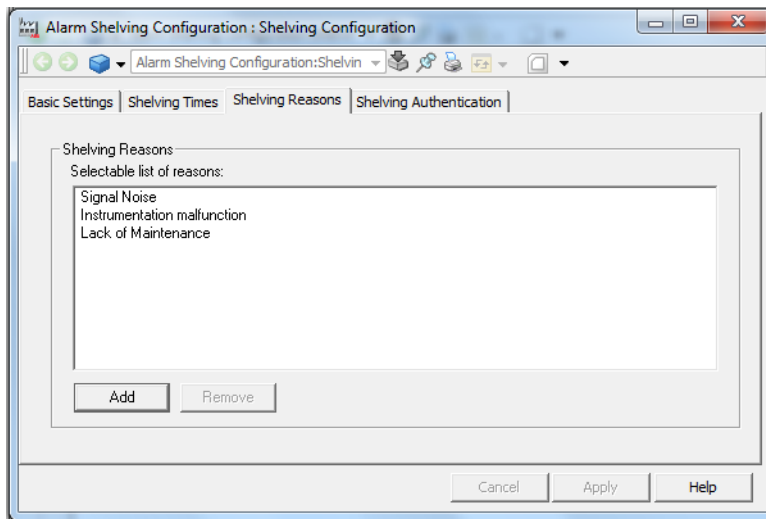 Alarm Shelving Configuration : Shelving Configuration
Alarm Shelving Configuration:Shelvin
Basic Settings Shelving Times Shelving Reasons Shelving Authentication
Shelving Reasons
Selectable list of reasons:
Signal Noise
Instrumentation malfunction
Lack of Maintenance
Add Remove
Cancel Apply Help